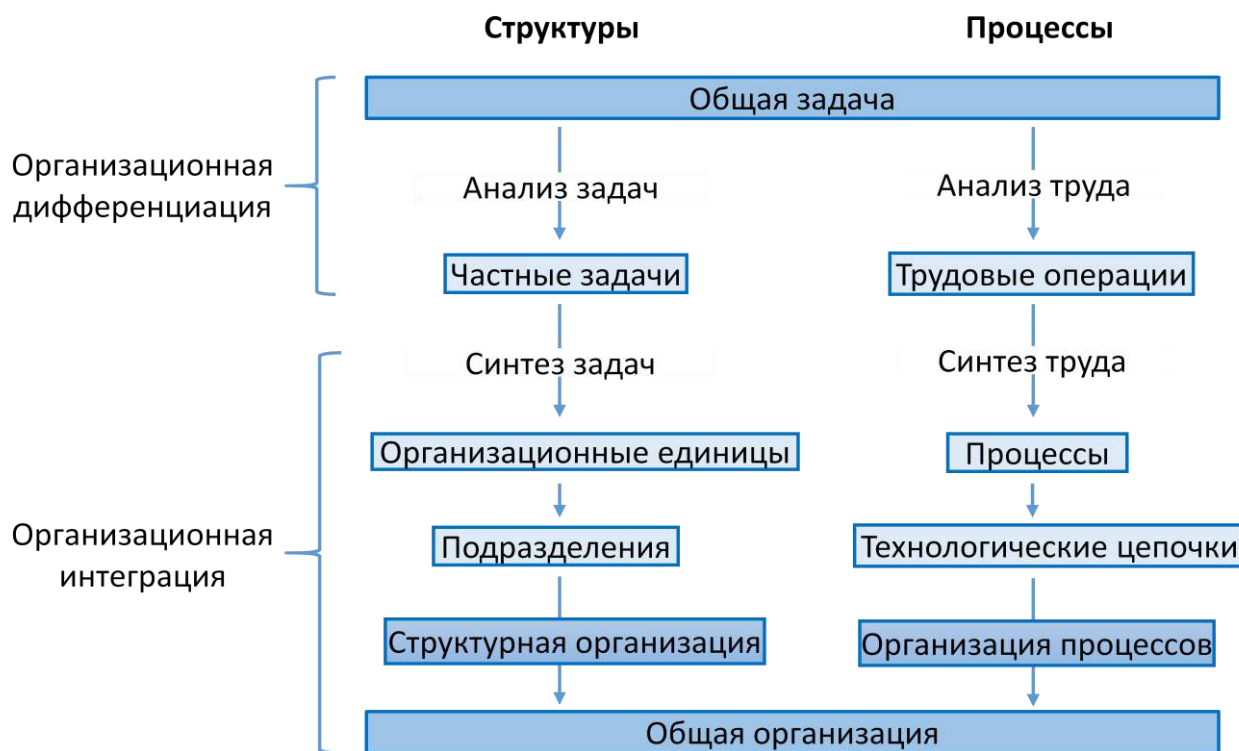 Структуры
Процессы
Общая задача
Организационная
дифференциация
Анализ задач
Анализ труда
Частные задачи
Трудовые операции
Синтез задач
Синтез труда
Организационные единицы
Процессы
Организационная
интеграция
Подразделения
Технологические цепочки
Структурная организация
Организация процессов
Общая организация